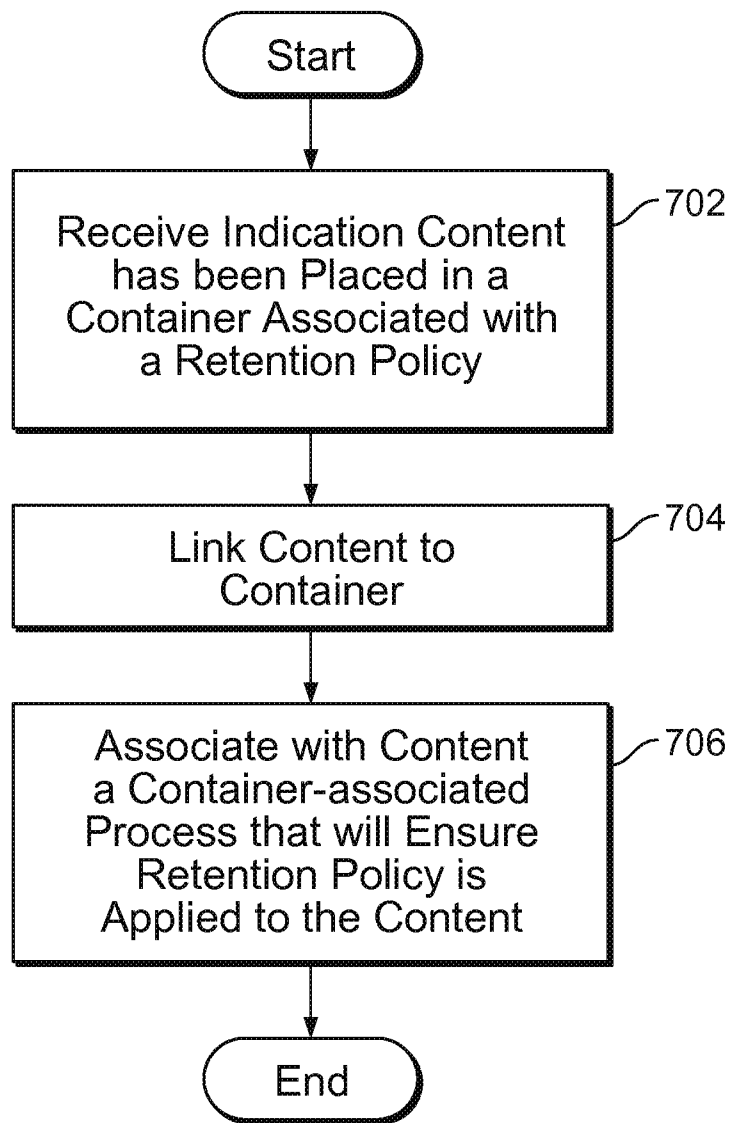 Start
702
Receive Indication Content
has been Placed in a
Container Associated with
a Retention Policy
704
Link Content to
Container
706
Associate with Content
a Container-associated
Process that will Ensure
Retention Policy is
Applied to the Content
End